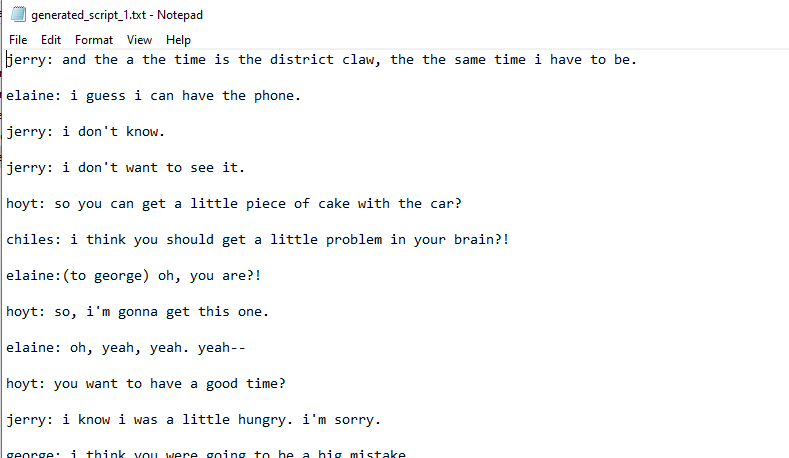 generated_script_1.txt - Notepad
File Edit Format View Help
jerry: and the a the time is the district claw, the the same time i have to be.
elaine: i guess i can have the phone.
jerry: i don't know.
jerry: i don't want to see it.
hoyt: so you can get a little piece of cake with the car?
chiles: i think you should get a little problem in your brain?!
elaine:(to george) oh, you are?!
hoyt: so, i'm gonna get this one.
elaine: oh, yeah, yeah. yeah--
hoyt: you want to have a good time?
jerry: i know i was a little hungry. i'm sorry.
george: i think you were going to be a big mistake